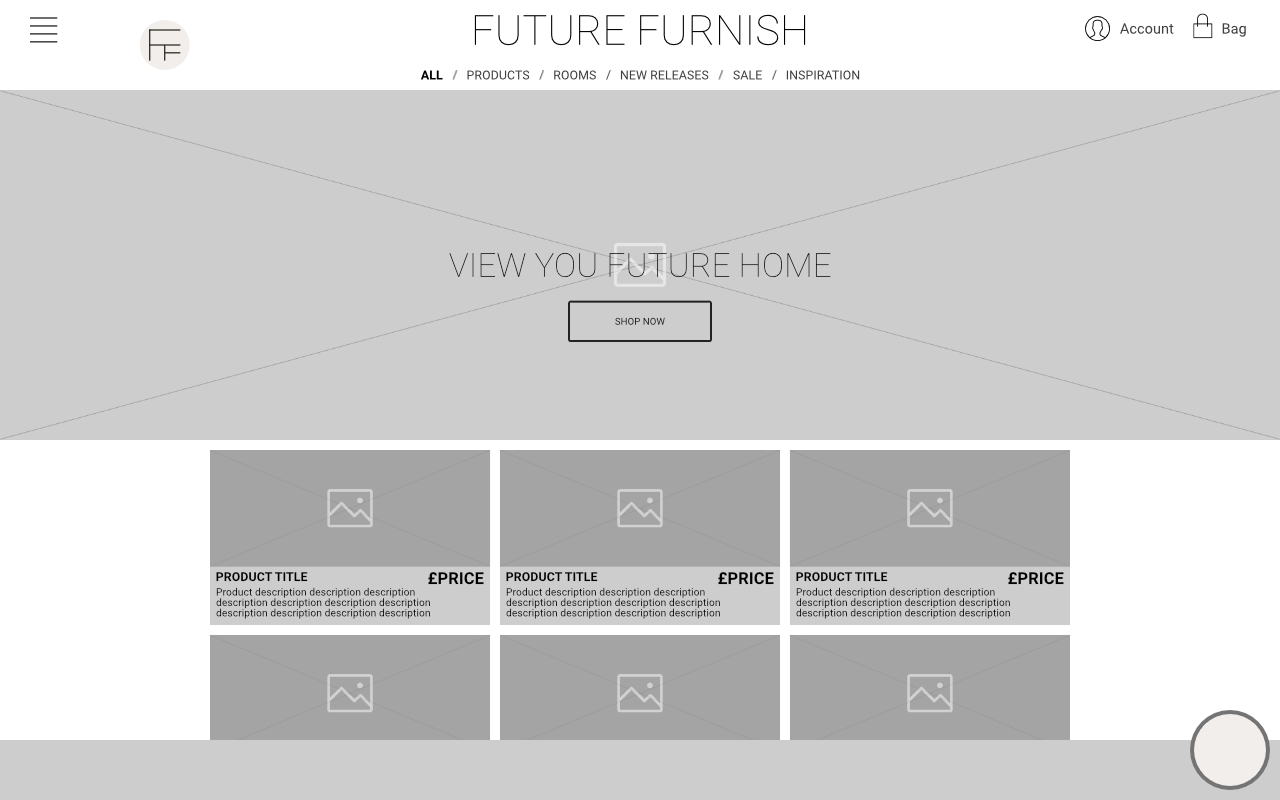 FUTURE FURNISH
Account
Bag
ALL / PRODUCTS / ROOMS / NEW RELEASES / SALE / INSPIRATION
VIEW YOU FUTURE HOME
SHOP NOW
PRODUCT TITLE £PRICE
Product description description description
description description description description
description description description description
PRODUCT TITLE £PRICE
Product description description description
description description description description
description description description description
PRODUCT TITLE £PRICE
Product description description description
description description description description
description description description description